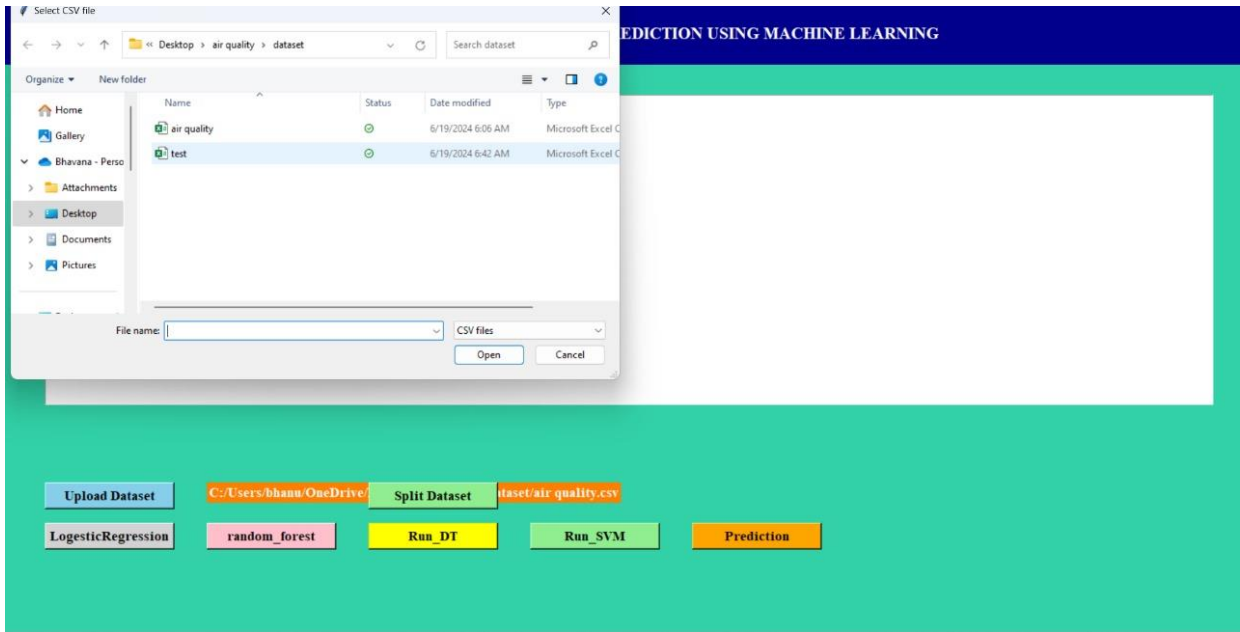 Select CSV file
EDICTION USING MACHINE LEARNING
« Desktop › air quality › dataset
Search dataset
Organize
New folder
Name Status Date modified Type
Home
Gallery
Bhavana - Perso
Attachments
Desktop
Documents
Pictures
air quality 6/19/2024 6:06 AM Microsoft Excel C
test 6/19/2024 6:42 AM Microsoft Excel C
File name:
CSV files
Open
Cancel
Upload Dataset
C:/Users/bhanu/OneDrive/
Split Dataset
taset/air quality.csv
LogesticRegression
random_forest
Run_DT
Run_SVM
Prediction